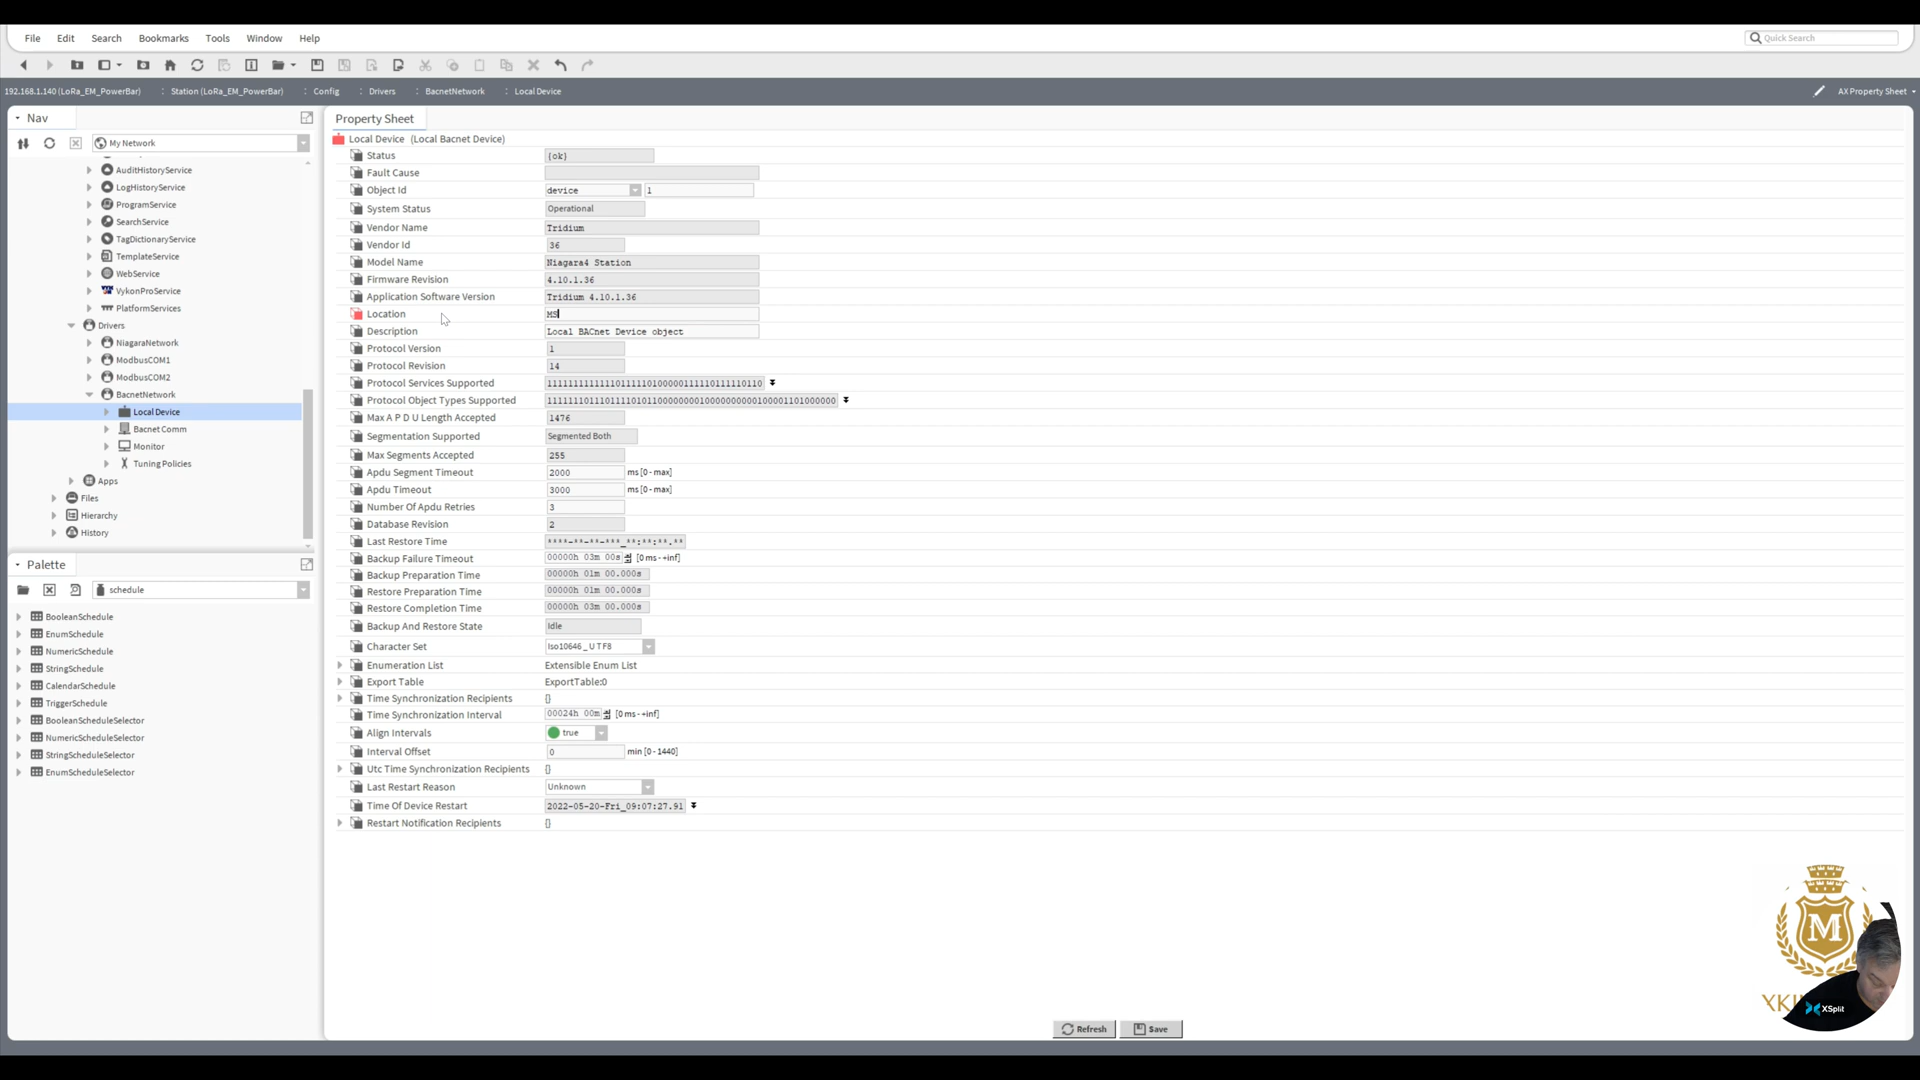 File Edit Search Bookmarks Tools Window Help
Quick Search
192.168.1.140 (LoRa_EM_PowerBar) : Station (LoRa_EM_PowerBar) : Config : Drivers : BacnetNetwork : Local Device
AX Property Sheet
Nav
My Network
AuditHistoryService
LogHistoryService
ProgramService
SearchService
TagDictionaryService
TemplateService
WebService
VykonProService
PlatformServices
Drivers
NiagaraNetwork
ModbusCOM1
ModbusCOM2
BacnetNetwork
Local Device
Bacnet Comm
Monitor
Tuning Policies
Apps
Files
Hierarchy
History
Palette
schedule
BooleanSchedule
EnumSchedule
NumericSchedule
StringSchedule
CalendarSchedule
TriggerSchedule
BooleanScheduleSelector
NumericScheduleSelector
StringScheduleSelector
EnumScheduleSelector
Property Sheet
Local Device (Local Bacnet Device)
Status {ok}
Fault Cause
Object Id device 1
System Status Operational
Vendor Name Tridium
Vendor Id 36
Model Name Niagara4 Station
Firmware Revision 4.10.1.36
Application Software Version Tridium 4.10.1.36
Location MS
Description Local BACnet Device object
Protocol Version 1
Protocol Revision 14
Protocol Services Supported
Protocol Object Types Supported
Max A P D U Length Accepted 1476
Segmentation Supported Segmented Both
Max Segments Accepted 255
Apdu Segment Timeout 2000 ms [0 - max]
Apdu Timeout 3000 ms [0 - max]
Number Of Apdu Retries 3
Database Revision 2
Last Restore Time ****-**-**-***_**:**:**.**
Backup Failure Timeout 00000h 03m 00s [0 ms - +inf]
Backup Preparation Time 00000h 01m 00.000s
Restore Preparation Time 00000h 01m 00.000s
Restore Completion Time 00000h 03m 00.000s
Backup And Restore State Idle
Character Set Iso10646_UTF8
Enumeration List Extensible Enum List
Export Table ExportTable:0
Time Synchronization Recipients {}
Time Synchronization Interval 00024h 00m [0 ms - +inf]
Align Intervals true
Interval Offset 0 min [0 - 1440]
Utc Time Synchronization Recipients {}
Last Restart Reason Unknown
Time Of Device Restart 2022-05-20-Fri_09:07:27.91
Restart Notification Recipients {}
Refresh Save
M
XSplit